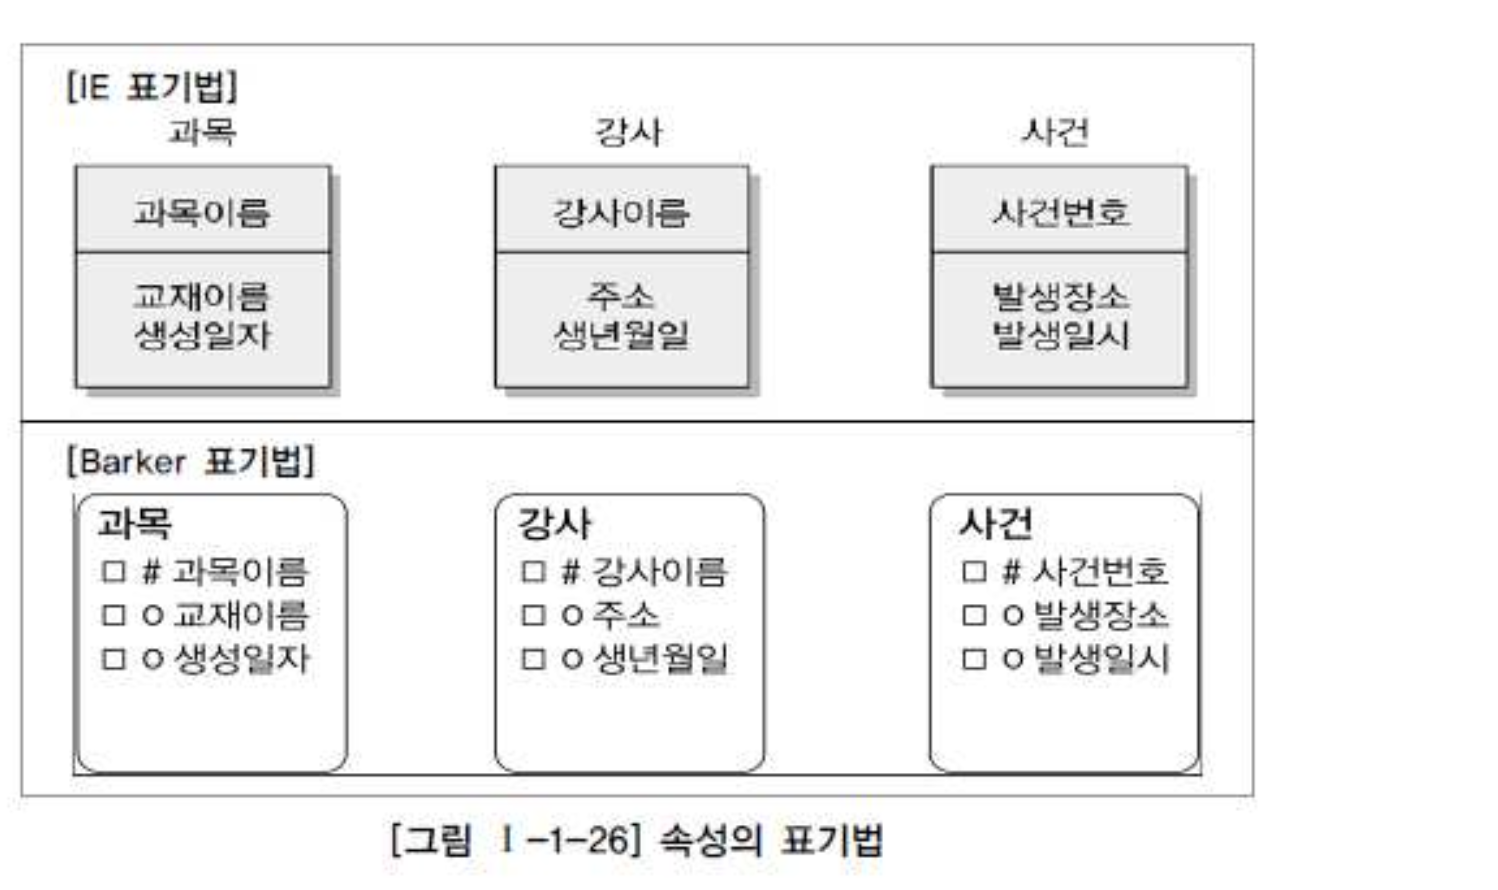 [IE 표기법]
과목 강사 사건
과목이름 강사이름 사건번호
교재이름 주소 발생장소
생성일자 생년월일 발생일시
[Barker 표기법]
과목 강사 사건
□ # 과목이름 □ # 강사이름 □ # 사건번호
□ o 교재이름 □ o 주소 □ o 발생장소
□ o 생성일자 □ o 생년월일 □ o 발생일시
[그림 Ⅰ-1-26] 속성의 표기법